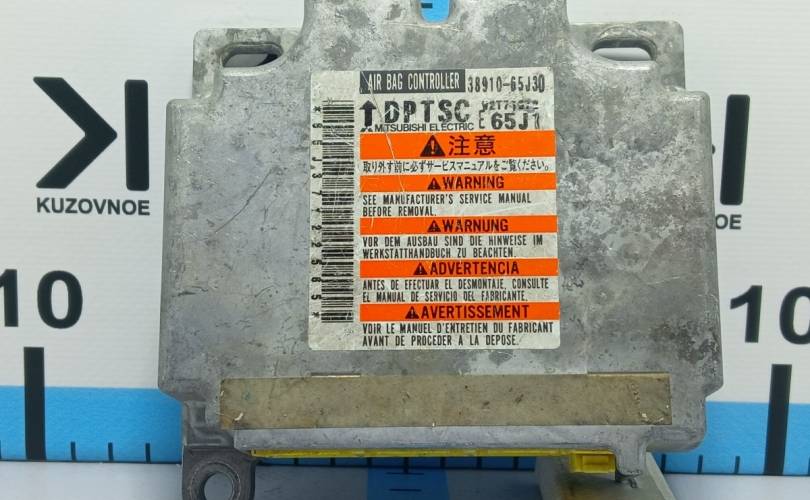 AIR BAG CONTROLLER 38910-65J30
DPTSC
MITSUBISHI ELECTRIC E 65J1
注意
取り外す前に必ずサービスマニュアルをご覧ください。
WARNING
SEE MANUFACTURER'S SERVICE MANUAL
BEFORE REMOVAL.
WARNUNG
VOR DEM AUSBAU SIND DIE HINWEISE IM
WERKSTATTHANDBUCH ZU BEACHTEN.
ADVERTENCIA
ANTES DE EFECTUAR EL DESMONTAJE, CONSULTE
EL MANUAL DE SERVICIO DEL FABRICANTE.
AVERTISSEMENT
VOIR LE MANUEL D'ENTRETIEN DU FABRICANT
AVANT DE PROCEDER A LA DEPOSE.
KUZOVNOE
NOE
10
10